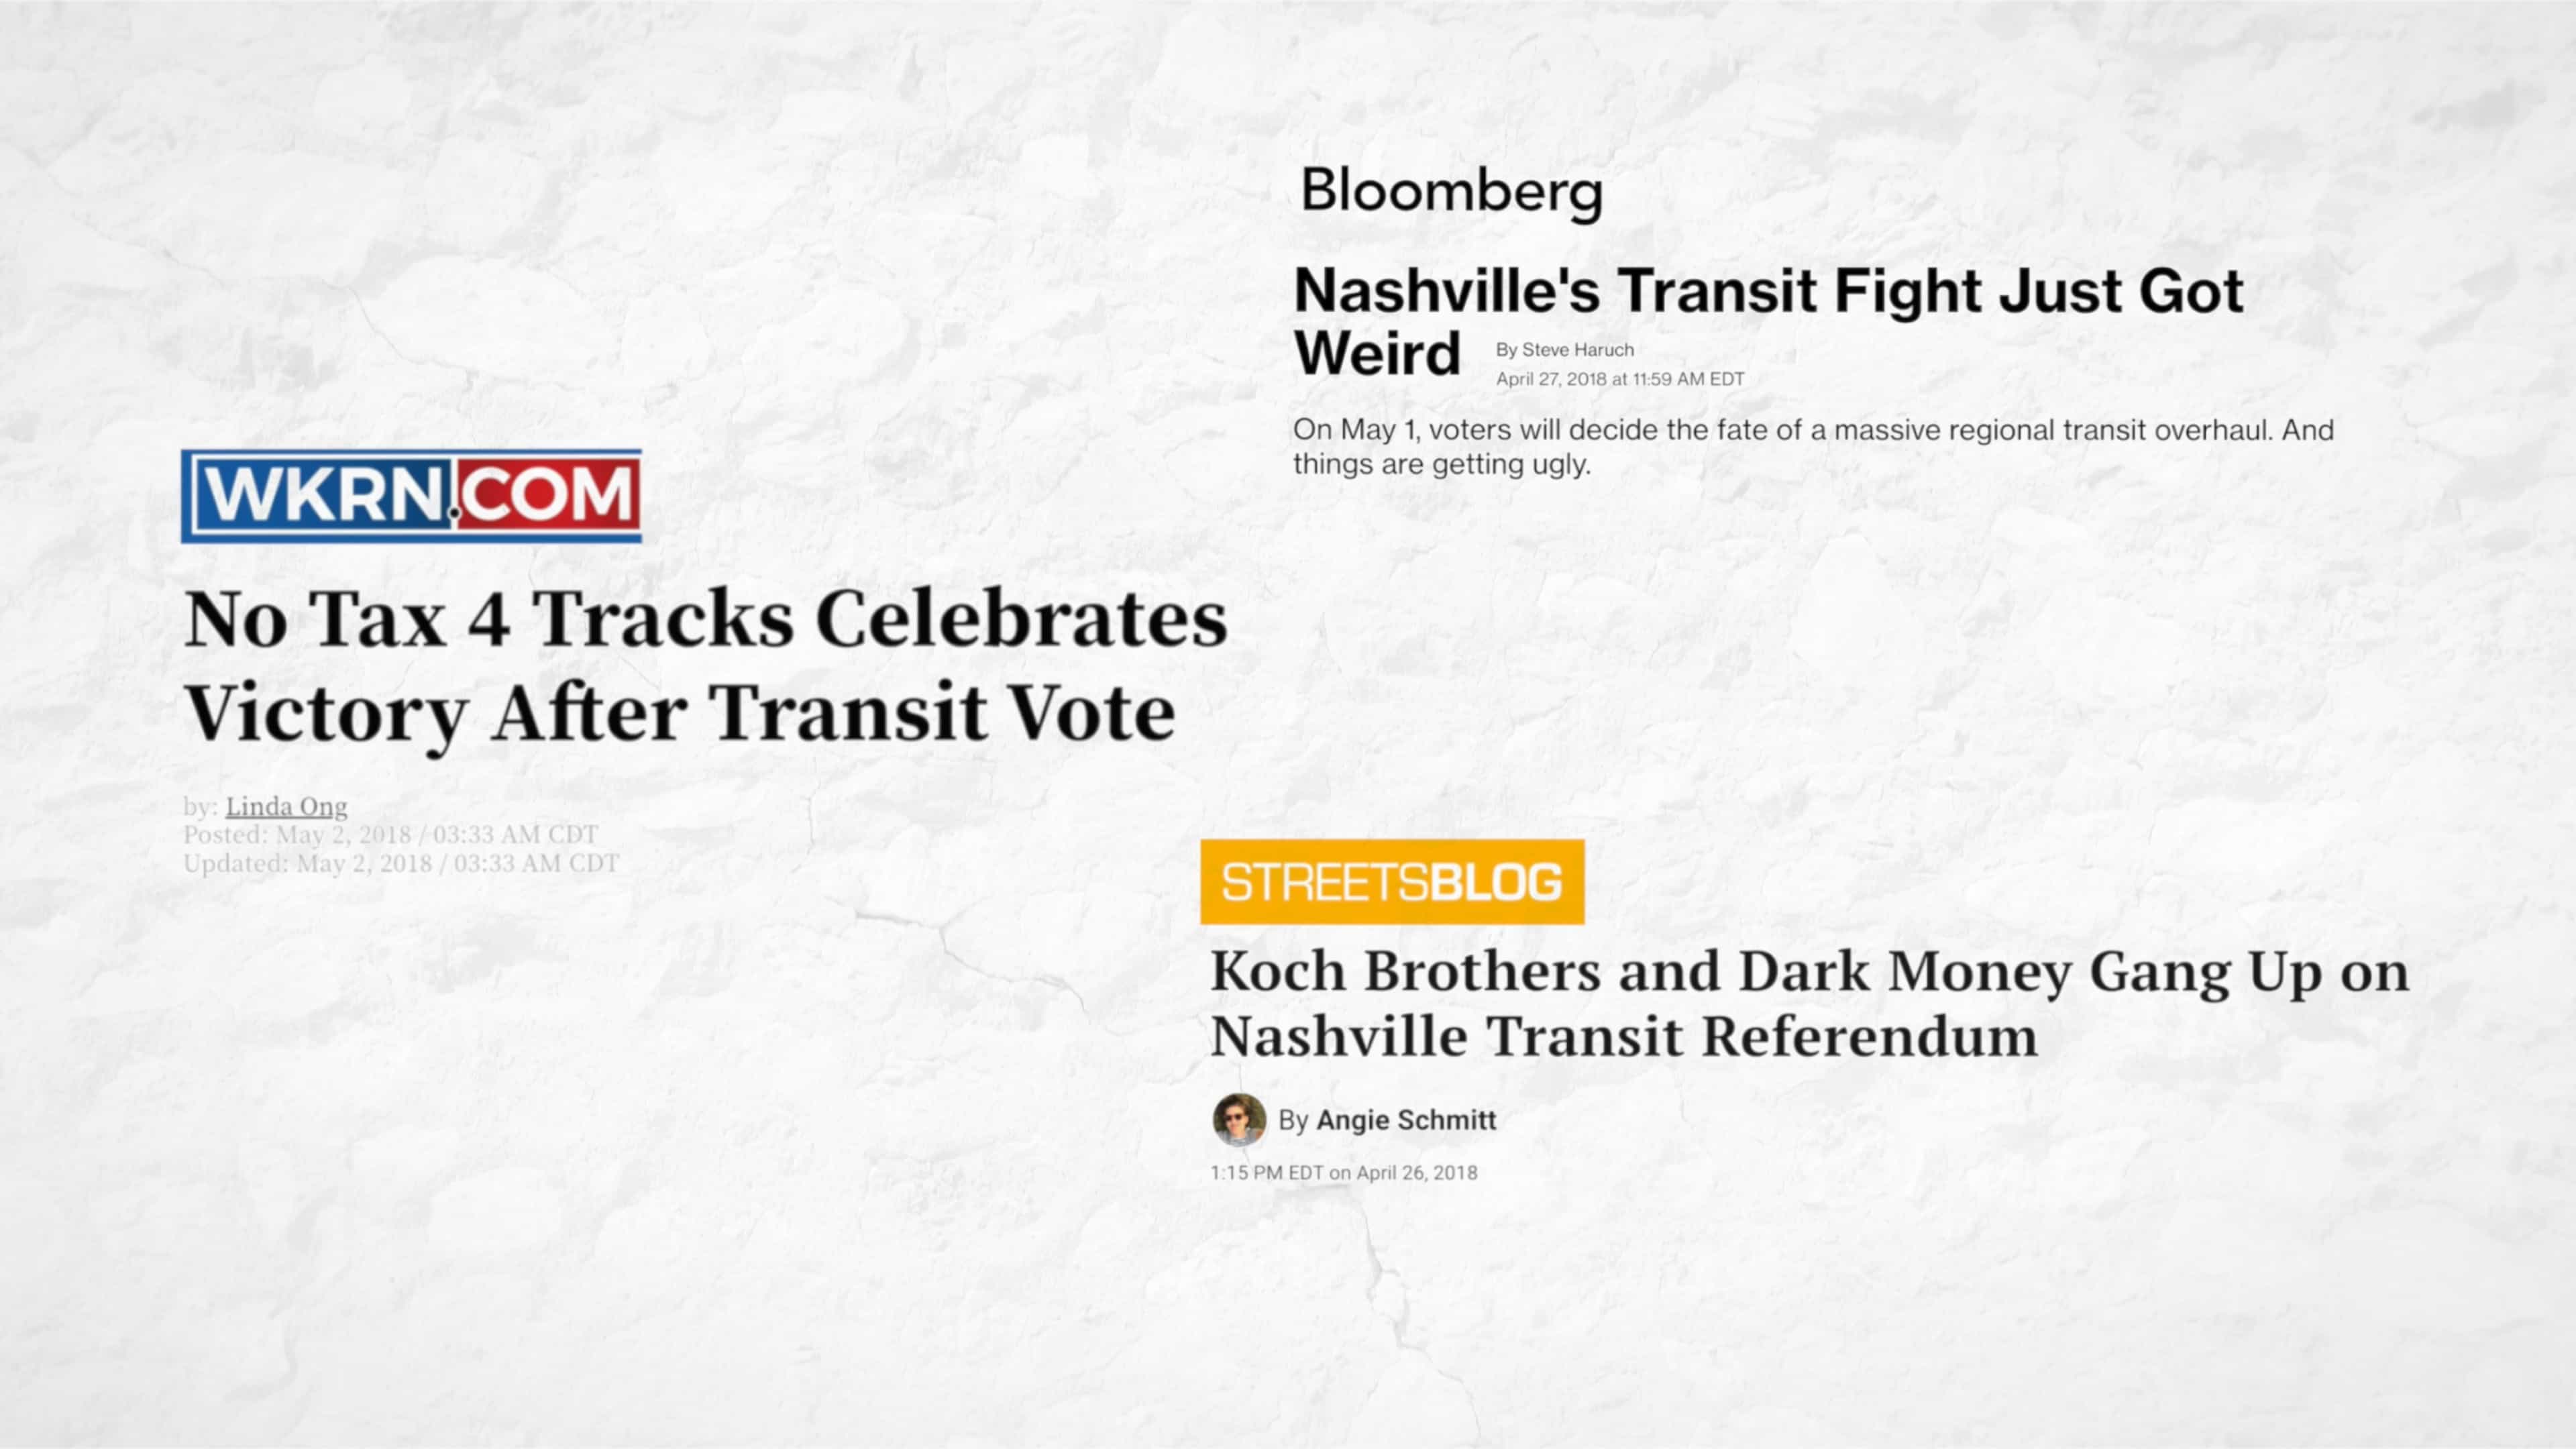 Bloomberg
Nashville's Transit Fight Just Got
Weird
By Steve Haruch
April 27, 2018 at 11:59 AM EDT
On May 1, voters will decide the fate of a massive regional transit overhaul. And
things are getting ugly.
WKRN.COM
No Tax 4 Tracks Celebrates
Victory After Transit Vote
by: Linda Ong
Posted: May 2, 2018 / 03:33 AM CDT
Updated: May 2, 2018 / 03:33 AM CDT
STREETSBLOG
Koch Brothers and Dark Money Gang Up on
Nashville Transit Referendum
By Angie Schmitt
1:15 PM EDT on April 26, 2018